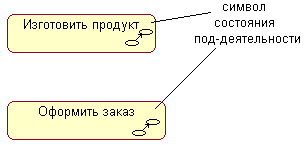 Изготовить продукт
символ
состояния
под-деятельности
Оформить заказ